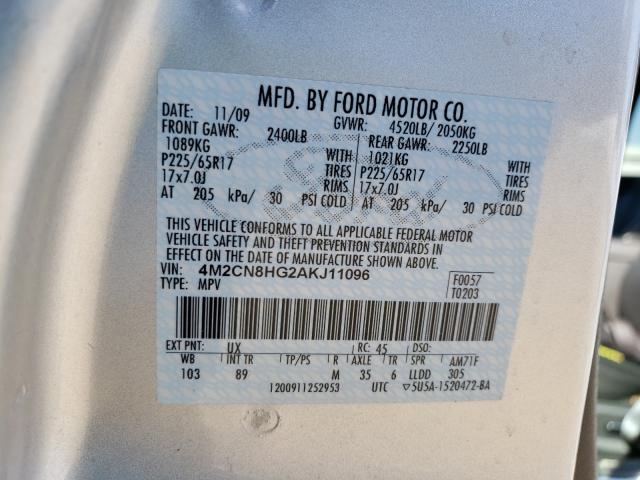 MFD. BY FORD MOTOR CO.
DATE: 11/09 GVWR: 4520LB/ 2050KG
FRONT GAWR: 2400LB REAR GAWR: 2250LB
1089KG WITH 1021KG WITH
P225/65R17 TIRES P225/65R17 TIRES
17x7.0J RIMS 17x7.0J RIMS
AT 205 kPa/ 30 PSI COLD AT 205 kPa/ 30 PSI COLD
THIS VEHICLE CONFORMS TO ALL APPLICABLE FEDERAL MOTOR
VEHICLE SAFETY AND THEFT PREVENTION STANDARDS IN
EFFECT ON THE DATE OF MANUFACTURE SHOWN ABOVE.
VIN: 4M2CN8HG2AKJ11096 F0057
TYPE: MPV T0203
EXT PNT: UX RC: 45 DSO:
WB INT TR TP/PS R AXLE TR SPR AM71F
103 89 M 35 6 LLDD 305
1200911252953 UTC ▽5U5A-1520472-BA